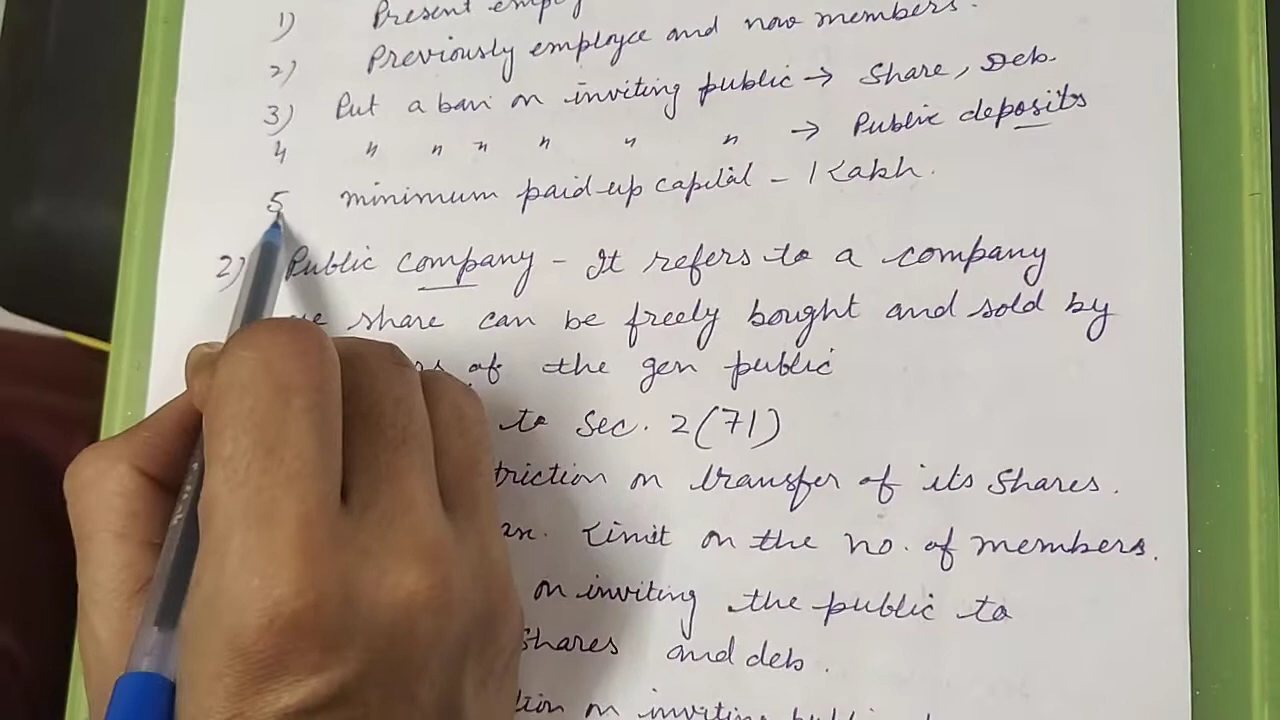 1) Present empl
2) Previously employee and now members.
3) Put a ban on inviting public → Share, Deb.
4 " " " " " " → Public deposits
5 minimum paid up capital - 1 Lakh.
2) Public company - It refers to a company
share can be freely bought and sold by
of the gen public
to Sec. 2(71)
triction on transfer of its Shares.
Limit on the no. of members.
on inviting the public to
Shares and deb.
on inviting